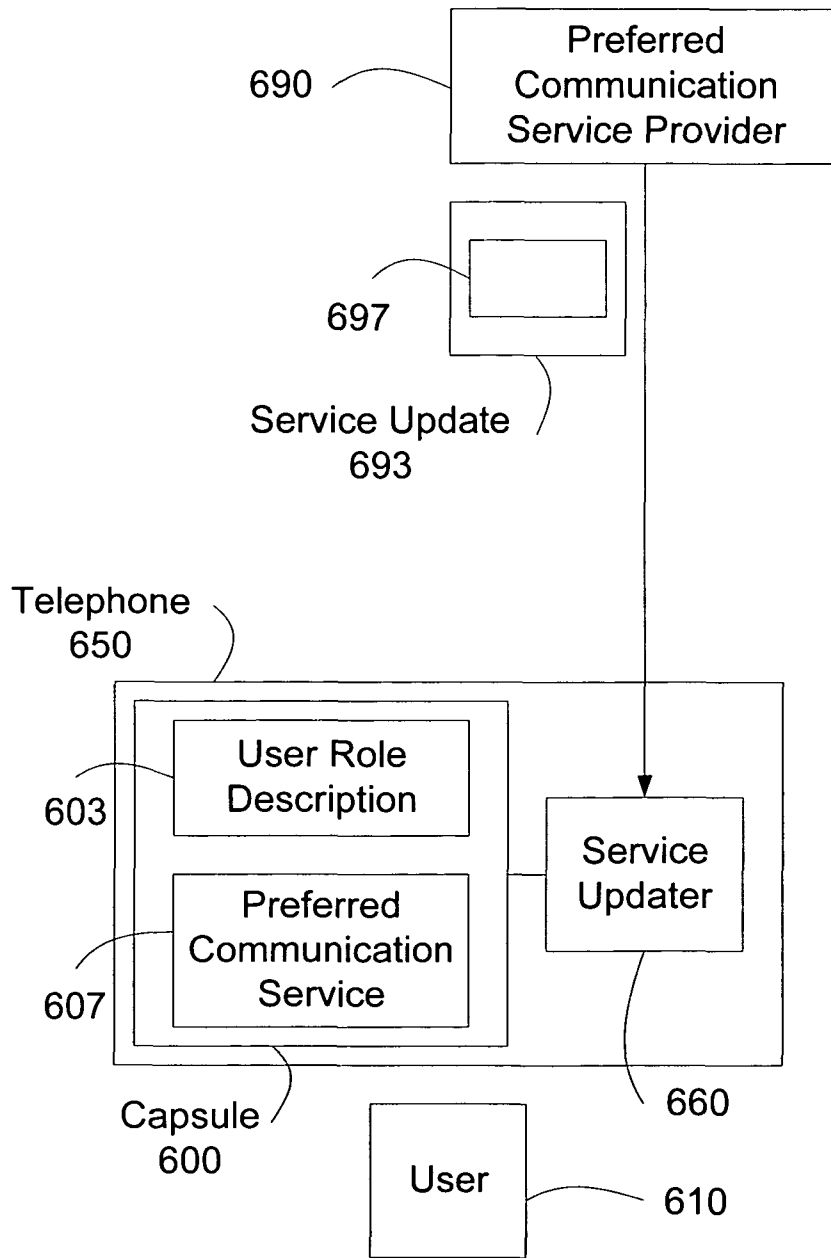 Preferred
Communication
Service Provider
690
697
Service Update
693
Telephone
650
User Role
Description
603
Service
Updater
Preferred
Communication
Service
607
660
Capsule
600
User
610